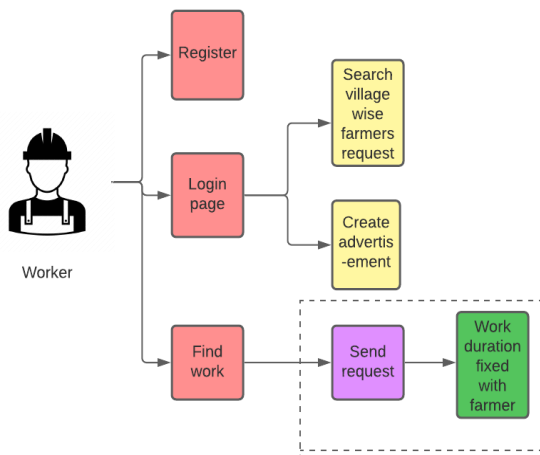 Register
Search
village
wise
farmers
request
Login
page
Create
advertis
-ement
Worker
Find
work
Send
request
Work
duration
fixed
with
farmer